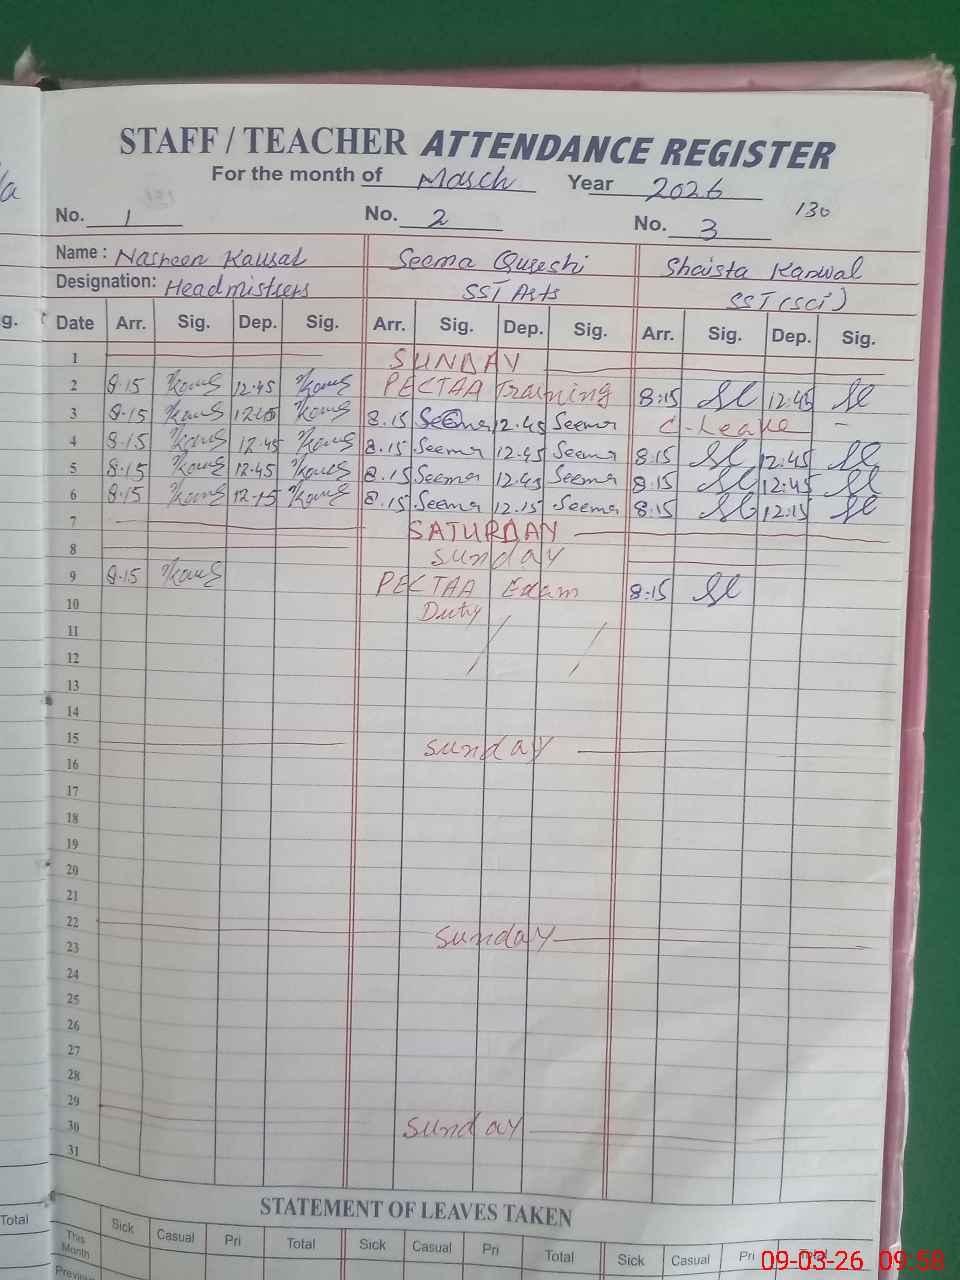 STAFF / TEACHER ATTENDANCE REGISTER
For the month of March Year 2026
130
No. 1 No. 2 No. 3
Name : Nasreen Kausar Seema Qureshi Shaista Kanwal
Designation: Headmistress SST Arts SST (sci)
Date Arr. Sig. Dep. Sig. Arr. Sig. Dep. Sig. Arr. Sig. Dep. Sig.
1 SUNDAY
2 8.15 12.45 PECTAA Training 8:15 12:45
3 8.15 12.45 8.15 Seema 12.45 Seema C-Leave -
4 8.15 12.45 8.15 Seema 12.45 Seema 8:15 12:45
5 8.15 12.45 8.15 Seema 12.45 Seema 8:15 12:45
6 8.15 12.15 8.15 Seema 12.15 Seema 8:15 12:15
7 SATURDAY
8 sunday
9 8.15 PECTAA Exam 8:15
10 Duty
11
12
13
14
15 sunday
16
17
18
19
20
21
22 sunday
23
24
25
26
27
28
29
30 sunday
31
STATEMENT OF LEAVES TAKEN
Total This Month Sick Casual Pri Total Sick Casual Pri Total Sick Casual Pri
09-03-26 09:58